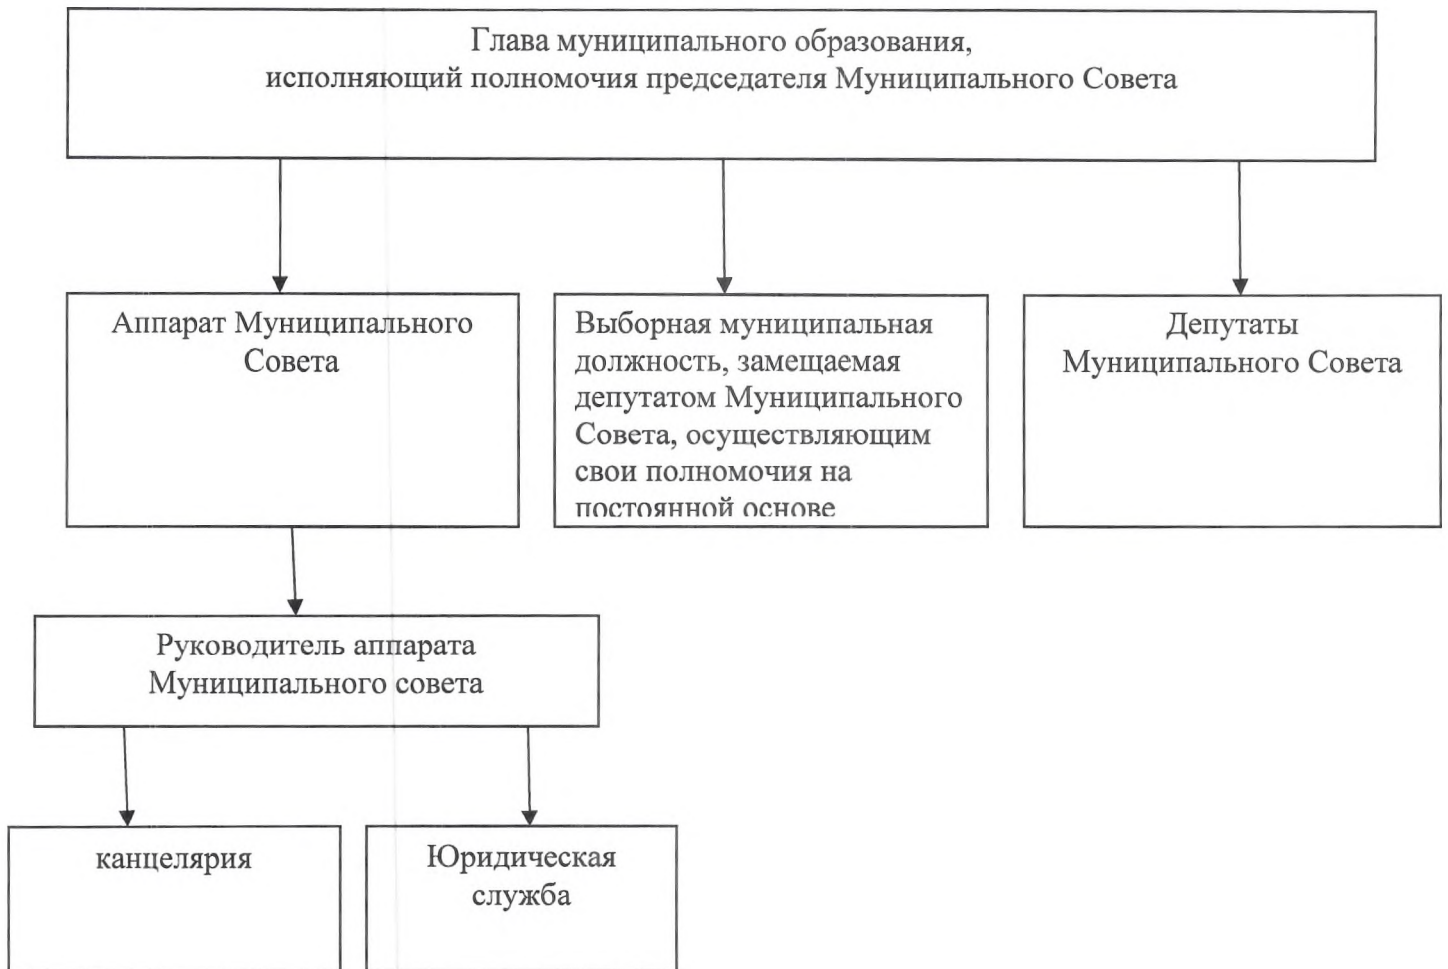 Глава муниципального образования,
исполняющий полномочия председателя Муниципального Совета
Аппарат Муниципального
Совета
Выборная муниципальная
должность, замещаемая
депутатом Муниципального
Совета, осуществляющим
свои полномочия на
постоянной основе
Депутаты
Муниципального Совета
Руководитель аппарата
Муниципального совета
канцелярия
Юридическая
служба